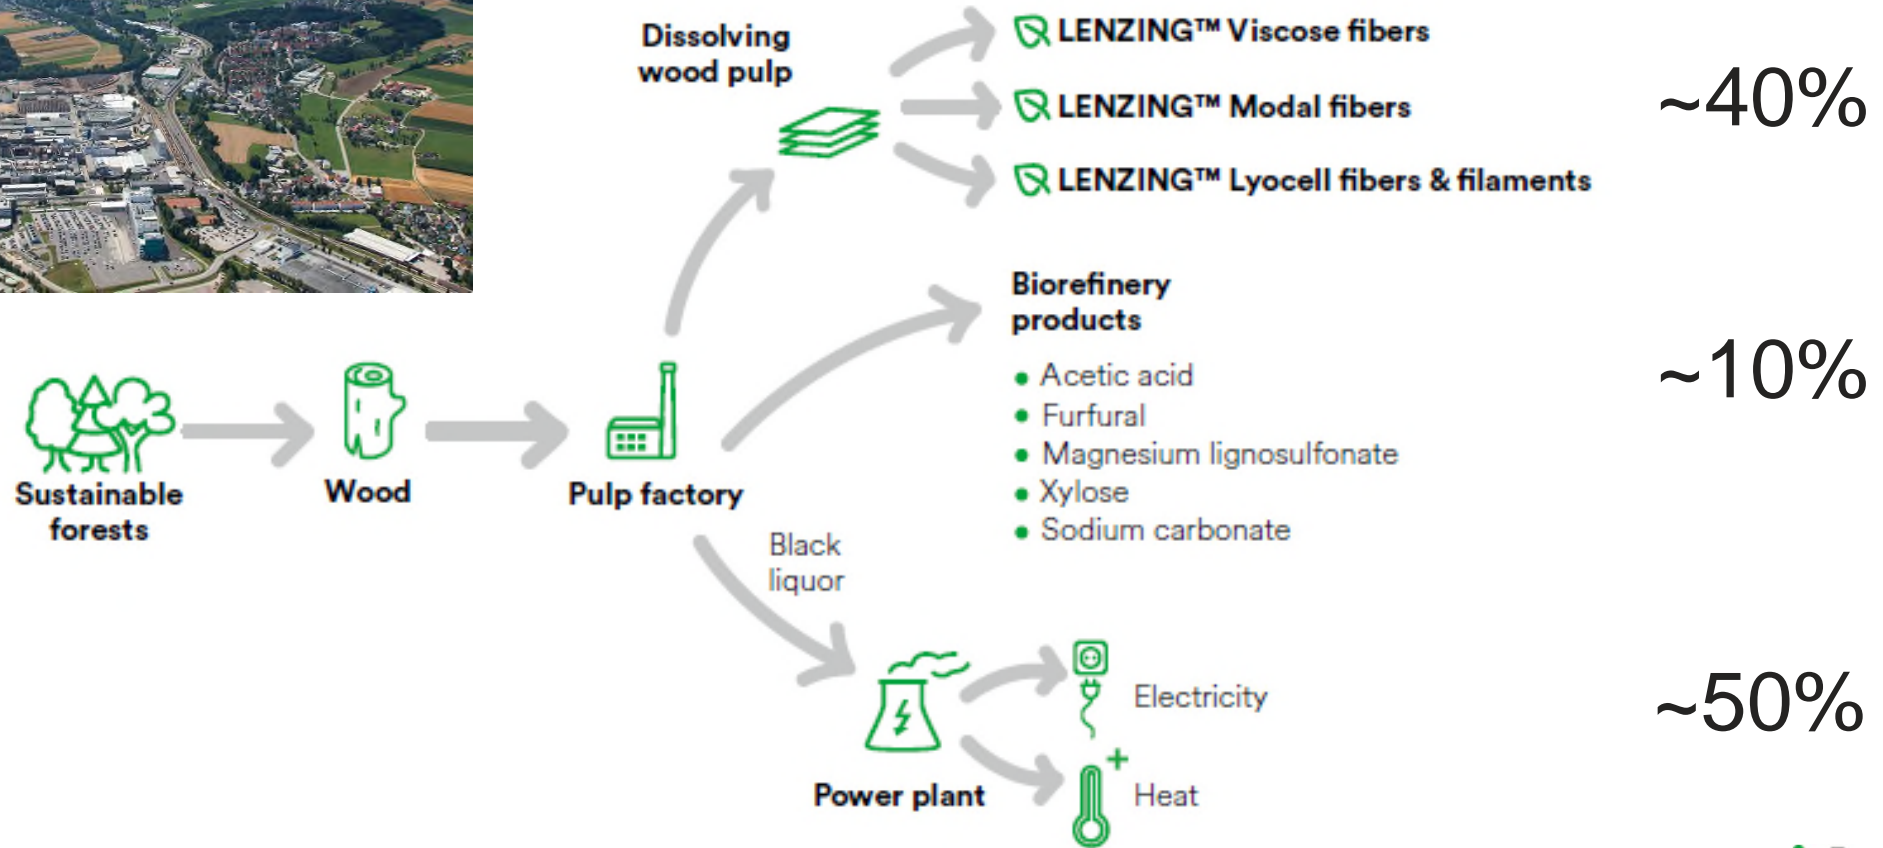 Dissolving
wood pulp
LENZING™ Viscose fibers
LENZING™ Modal fibers
LENZING™ Lyocell fibers & filaments
~40%
Biorefinery
products
• Acetic acid
• Furfural
• Magnesium lignosulfonate
• Xylose
• Sodium carbonate
~10%
Sustainable
forests
Wood
Pulp factory
Black
liquor
Power plant
Electricity
Heat
~50%